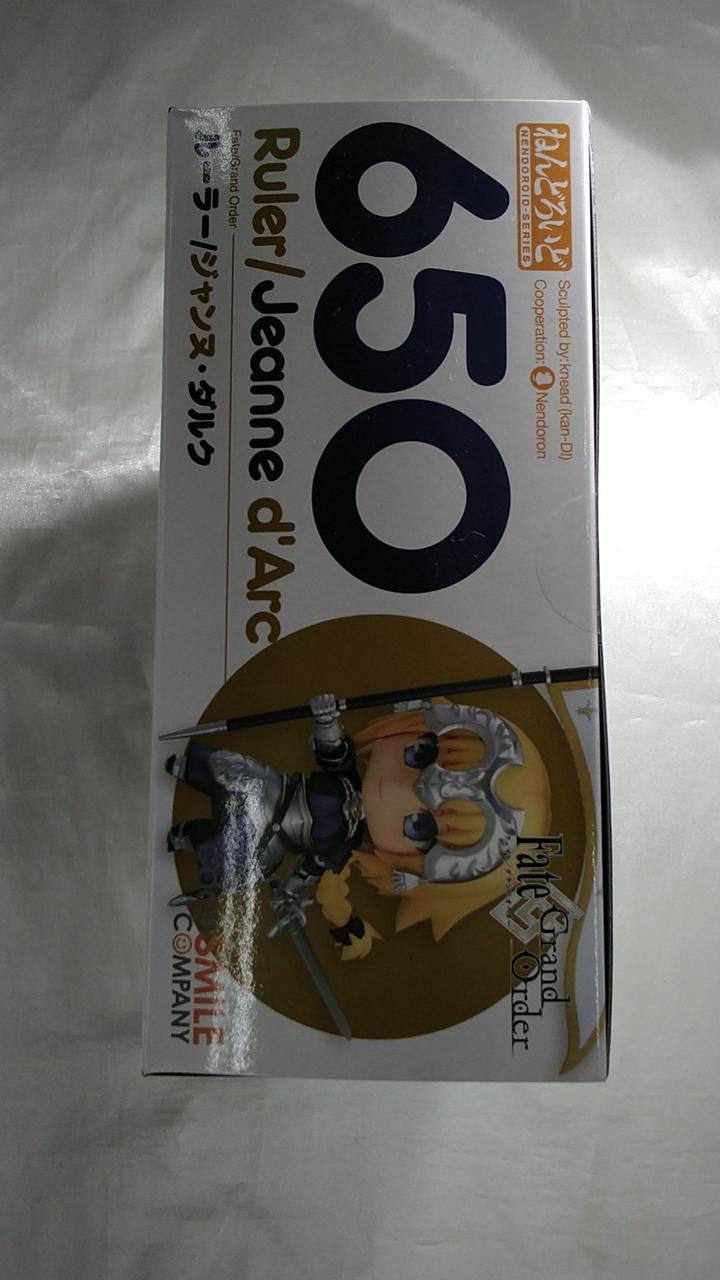 ねんどろいど
NENDOROID·SERIES
Sculpted by:knead (kan-D!)
Cooperation: Nendoron
650
Ruler/Jeanne d'Arc
Fate/Grand Order
ルーラー/ジャンヌ・ダルク
Fate Grand Order
SMILE
COMPANY